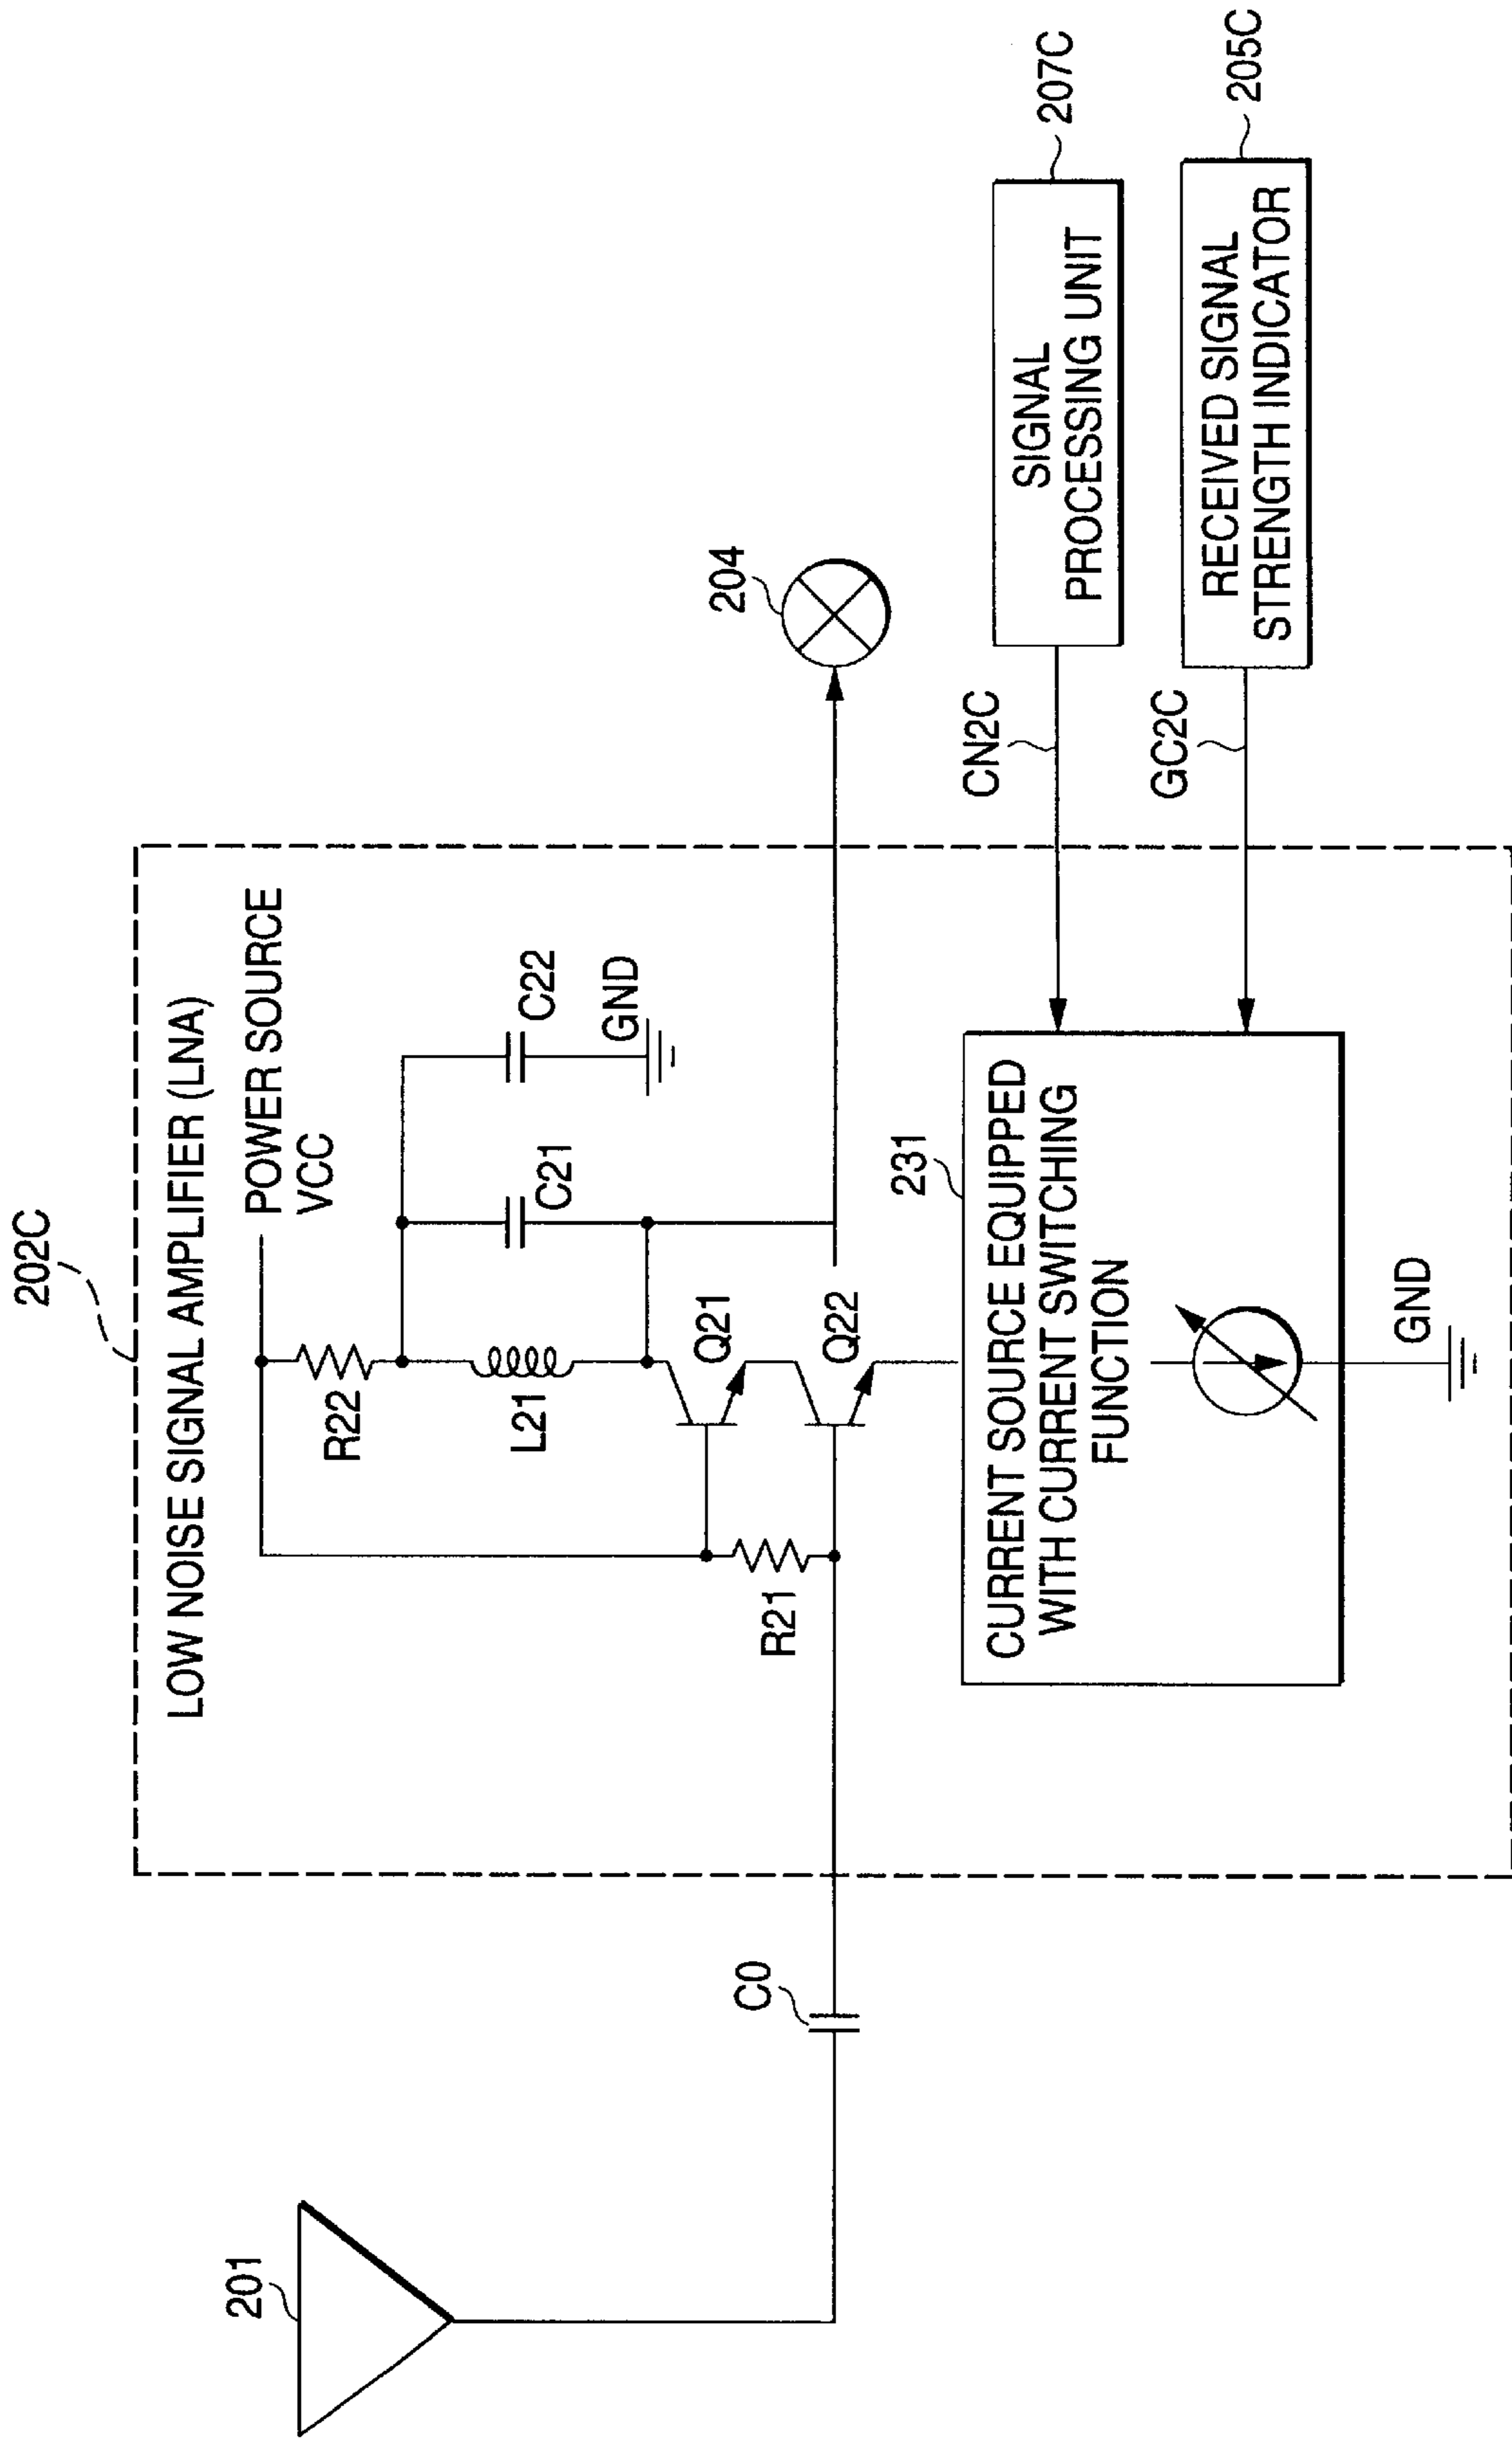 202C
LOW NOISE SIGNAL AMPLIFIER (LNA)
POWER SOURCE
VCC
201
R22
C22
C21
GND
L21
Q21
204
R21
Q22
C0
231
CURRENT SOURCE EQUIPPED
WITH CURRENT SWITCHING
FUNCTION
GND
CN2C
SIGNAL
PROCESSING UNIT
207C
GC2C
RECEIVED SIGNAL
STRENGTH INDICATOR
205C